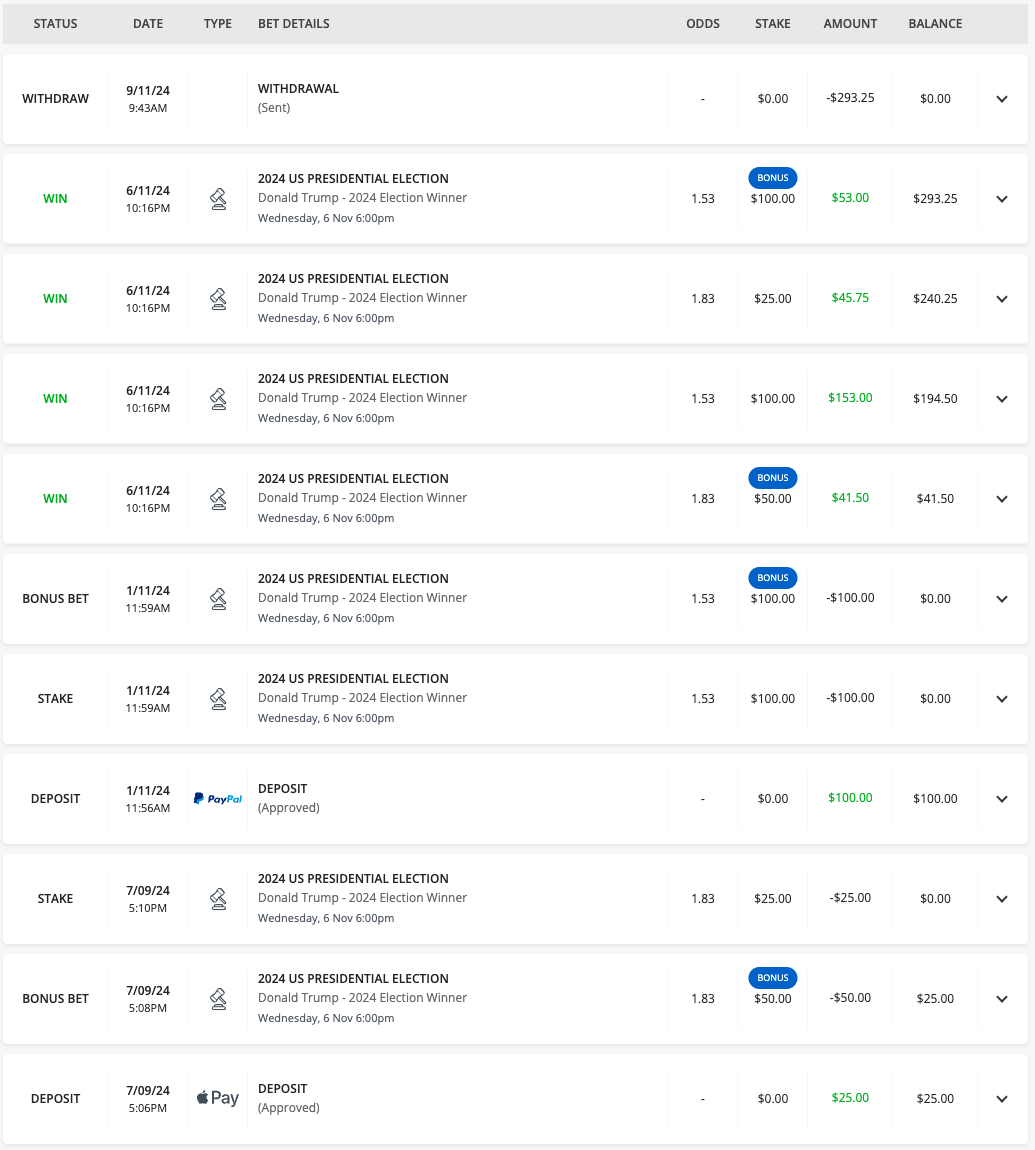 STATUS DATE TYPE BET DETAILS ODDS STAKE AMOUNT BALANCE
WITHDRAW 9/11/24 9:43AM WITHDRAWAL - $0.00 -$293.25 $0.00
(Sent)
WIN 6/11/24 10:16PM 2024 US PRESIDENTIAL ELECTION BONUS
Donald Trump - 2024 Election Winner 1.53 $100.00 $53.00 $293.25
Wednesday, 6 Nov 6:00pm
WIN 6/11/24 10:16PM 2024 US PRESIDENTIAL ELECTION
Donald Trump - 2024 Election Winner 1.83 $25.00 $45.75 $240.25
Wednesday, 6 Nov 6:00pm
WIN 6/11/24 10:16PM 2024 US PRESIDENTIAL ELECTION
Donald Trump - 2024 Election Winner 1.53 $100.00 $153.00 $194.50
Wednesday, 6 Nov 6:00pm
WIN 6/11/24 10:16PM 2024 US PRESIDENTIAL ELECTION BONUS
Donald Trump - 2024 Election Winner 1.83 $50.00 $41.50 $41.50
Wednesday, 6 Nov 6:00pm
BONUS BET 1/11/24 11:59AM 2024 US PRESIDENTIAL ELECTION BONUS
Donald Trump - 2024 Election Winner 1.53 $100.00 -$100.00 $0.00
Wednesday, 6 Nov 6:00pm
STAKE 1/11/24 11:59AM 2024 US PRESIDENTIAL ELECTION
Donald Trump - 2024 Election Winner 1.53 $100.00 -$100.00 $0.00
Wednesday, 6 Nov 6:00pm
DEPOSIT 1/11/24 11:56AM PayPal DEPOSIT - $0.00 $100.00 $100.00
(Approved)
STAKE 7/09/24 5:10PM 2024 US PRESIDENTIAL ELECTION
Donald Trump - 2024 Election Winner 1.83 $25.00 -$25.00 $0.00
Wednesday, 6 Nov 6:00pm
BONUS BET 7/09/24 5:08PM 2024 US PRESIDENTIAL ELECTION BONUS
Donald Trump - 2024 Election Winner 1.83 $50.00 -$50.00 $25.00
Wednesday, 6 Nov 6:00pm
DEPOSIT 7/09/24 5:06PM Pay DEPOSIT - $0.00 $25.00 $25.00
(Approved)